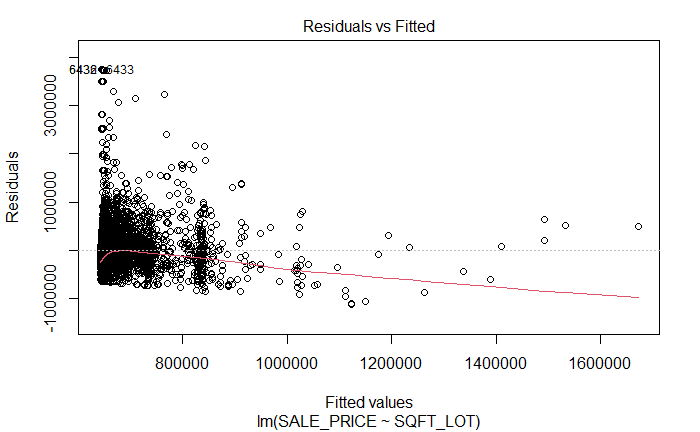 Residuals vs Fitted
Residuals
3000000
1000000
-1000000
6433
800000
1000000
1200000
1400000
1600000
Fitted values
lm(SALE_PRICE ~ SQFT_LOT)